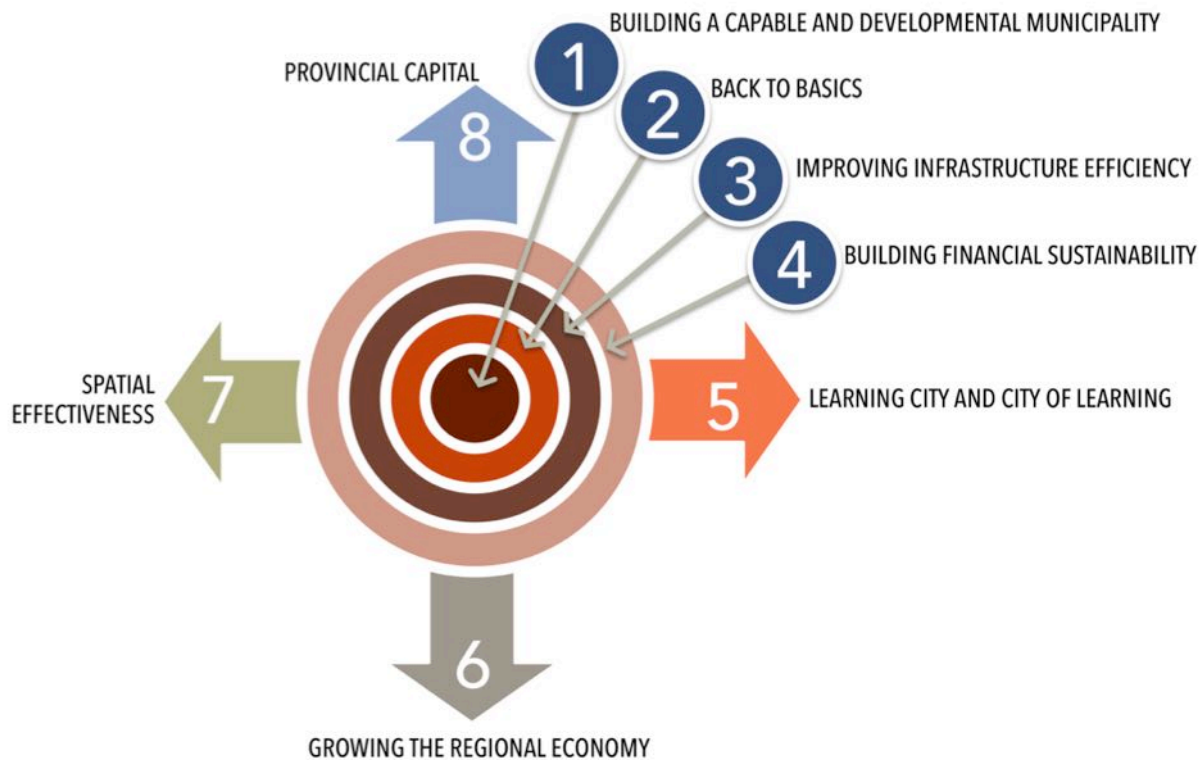 1
BUILDING A CAPABLE AND DEVELOPMENTAL MUNICIPALITY
PROVINCIAL CAPITAL
8
2
BACK TO BASICS
3
IMPROVING INFRASTRUCTURE EFFICIENCY
4
BUILDING FINANCIAL SUSTAINABILITY
SPATIAL
EFFECTIVENESS
7
5
LEARNING CITY AND CITY OF LEARNING
6
GROWING THE REGIONAL ECONOMY